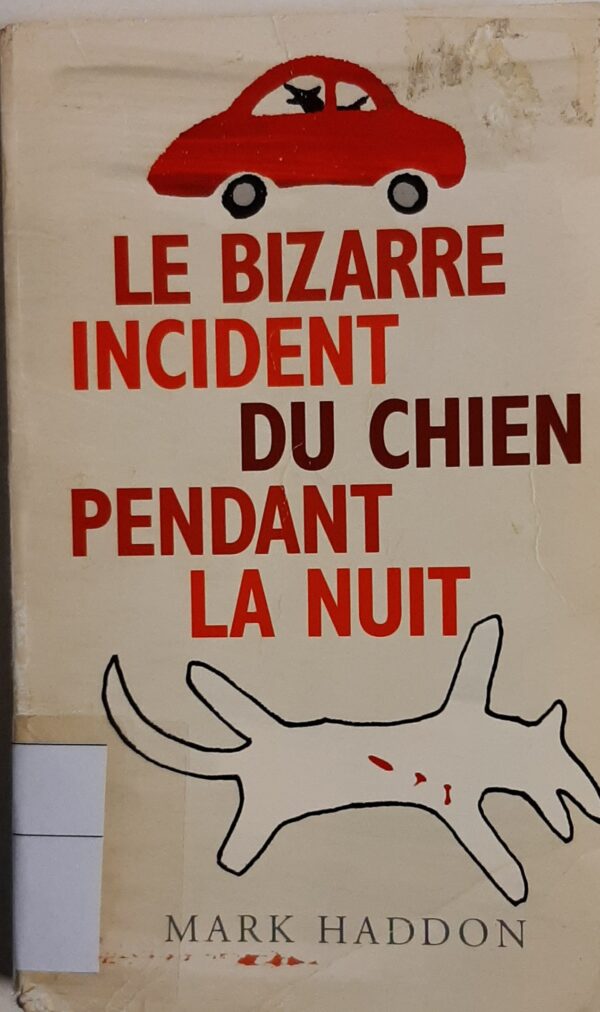 LE BIZARRE
INCIDENT
DU CHIEN
PENDANT
LA NUIT
MARK HADDON